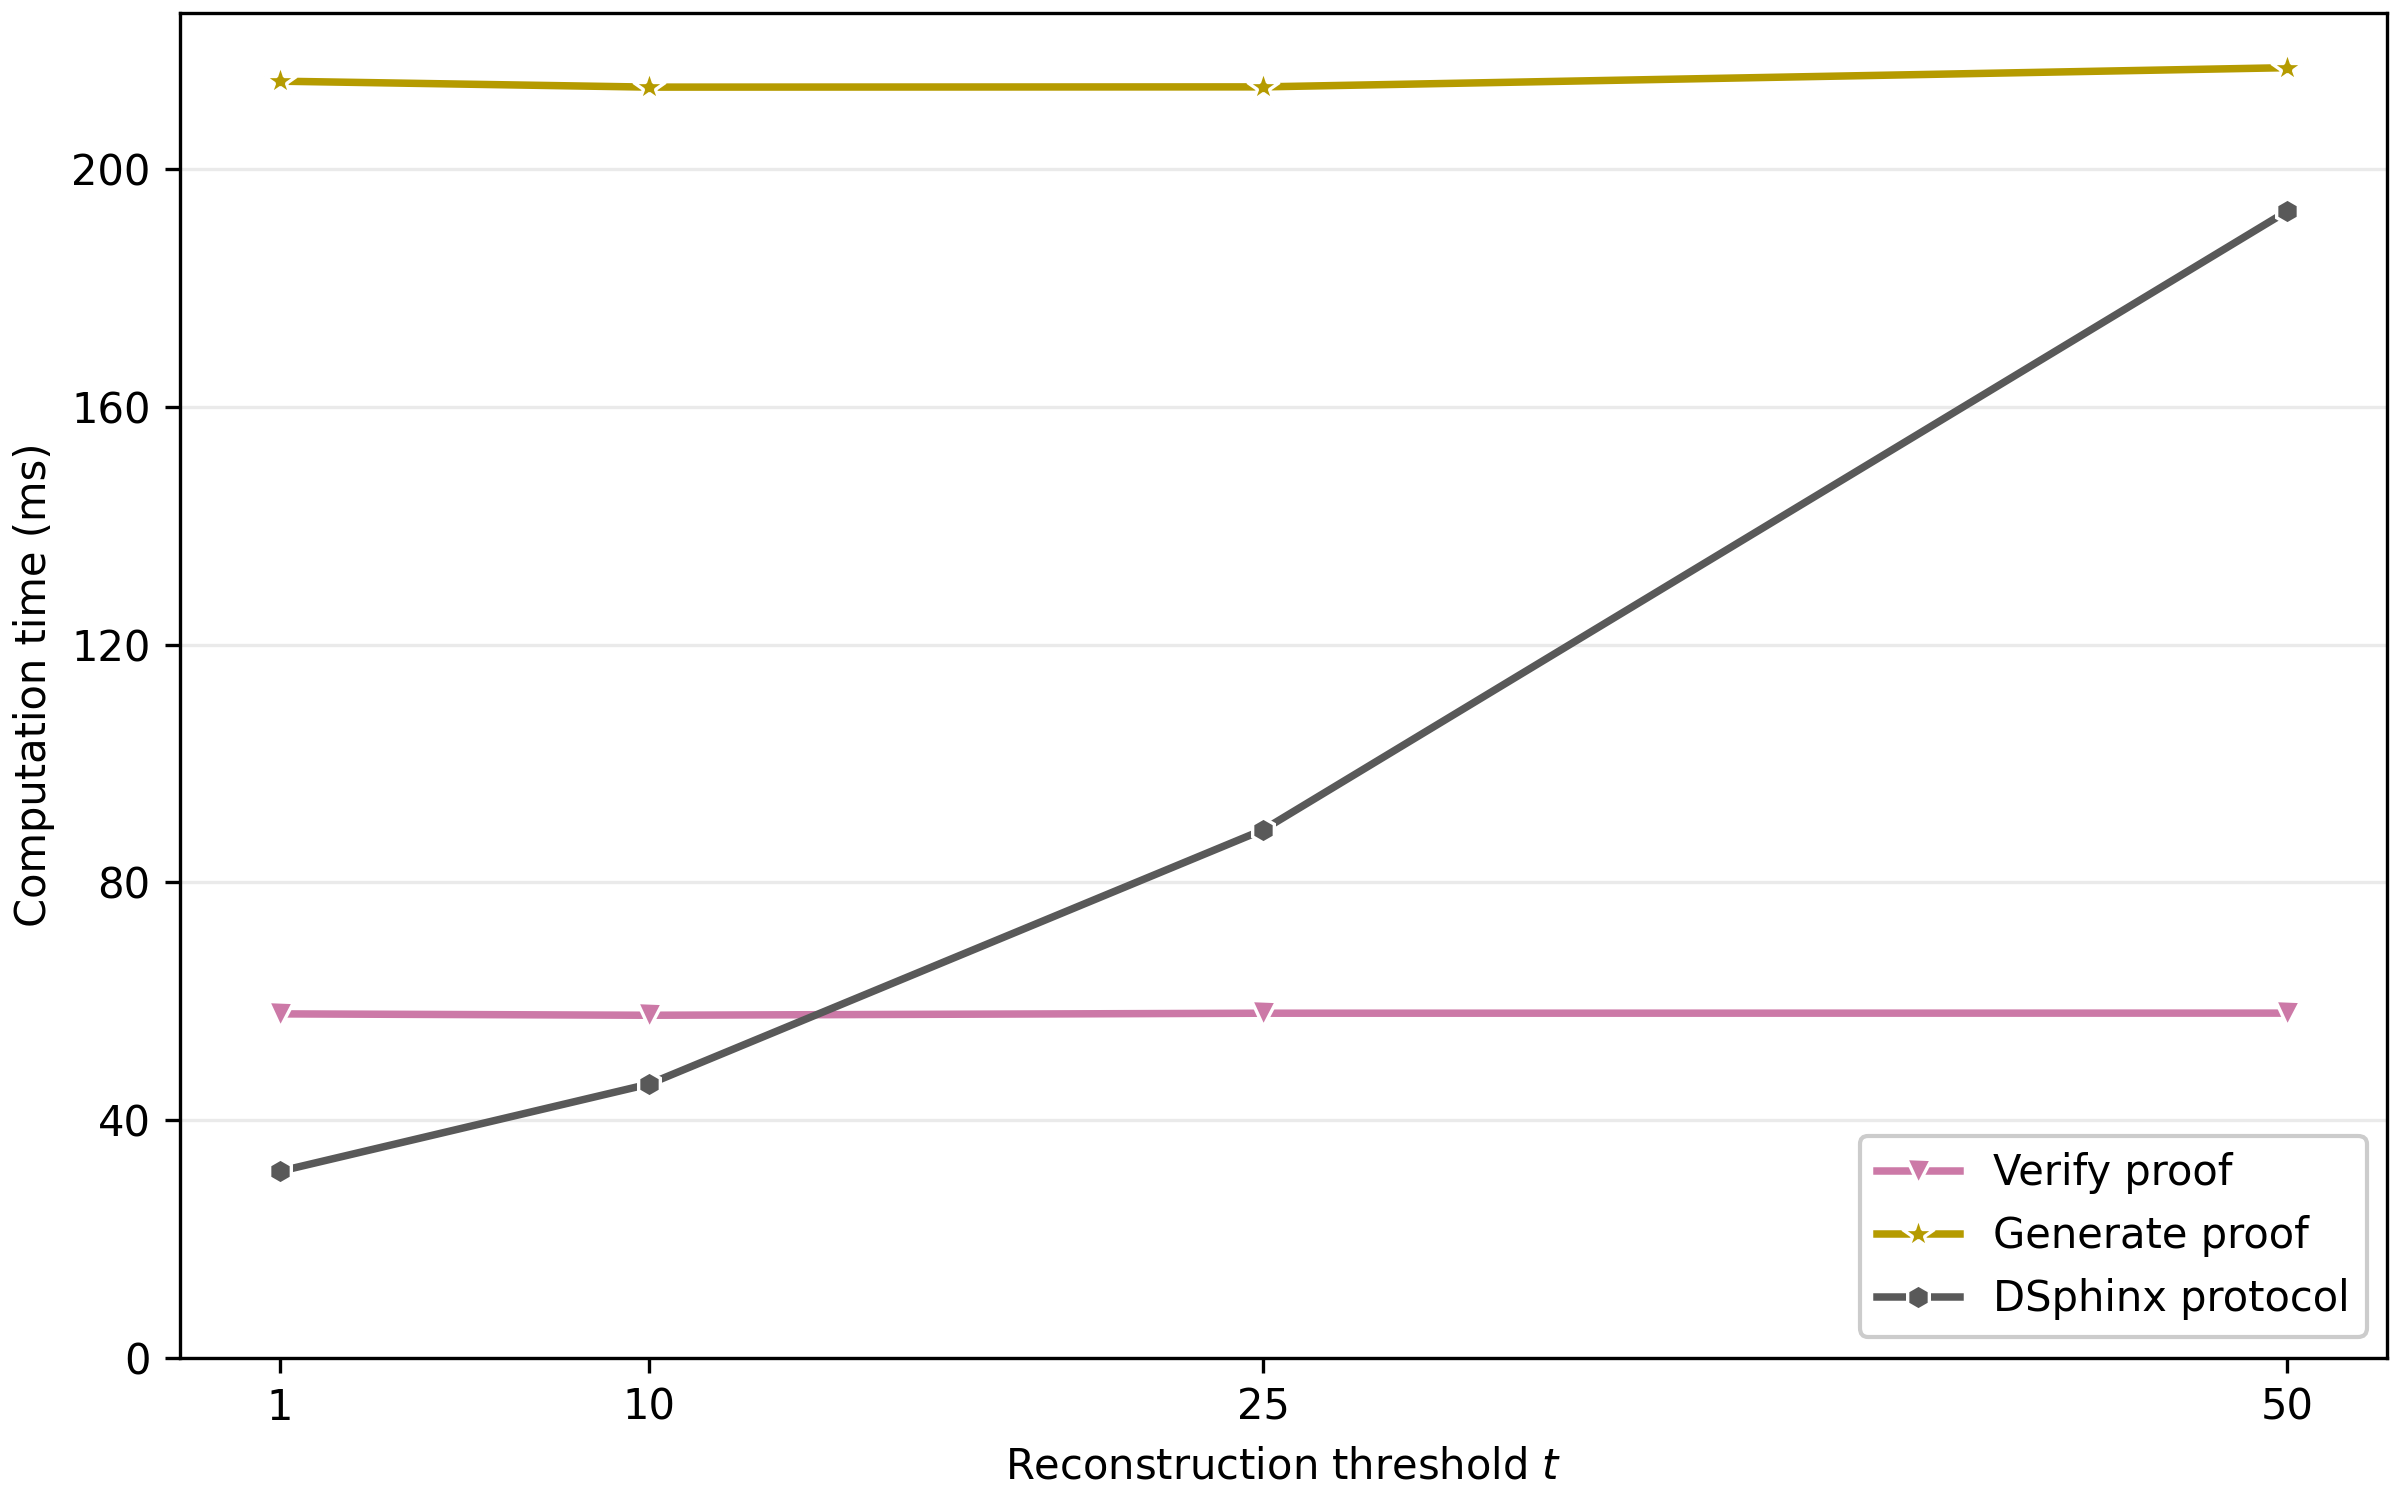 200
160
120
80
40
0
Computation time (ms)
1 10 25 50
Reconstruction threshold t
Verify proof
Generate proof
DSphinx protocol